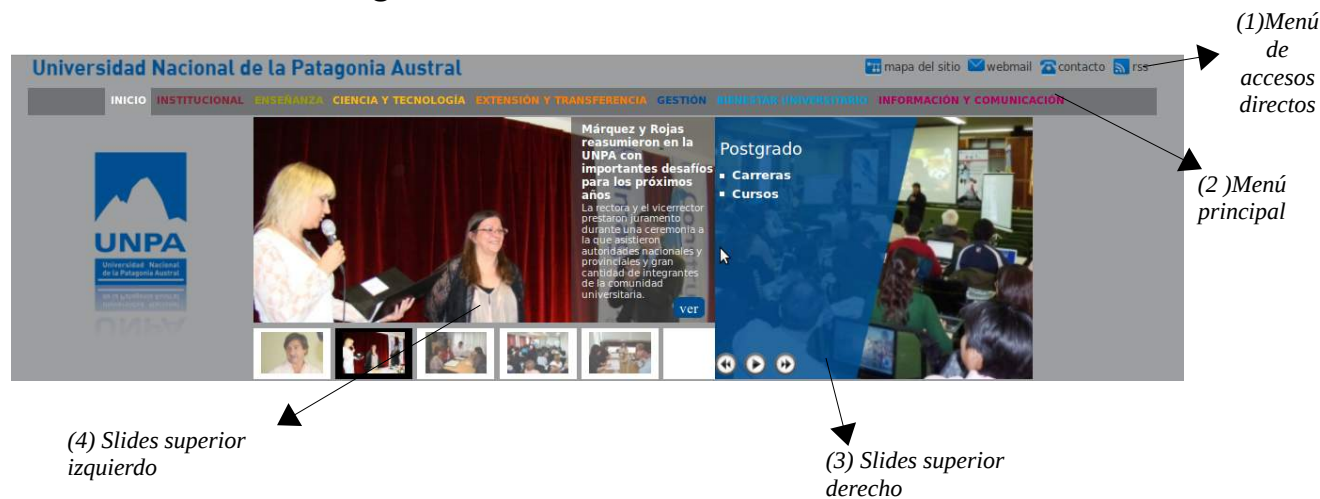 (1)Menú
de
accesos
directos
Universidad Nacional de la Patagonia Austral
mapa del sitio webmail contacto rss
INICIO INSTITUCIONAL ENSEÑANZA CIENCIA Y TECNOLOGÍA EXTENSIÓN Y TRANSFERENCIA GESTIÓN BIENESTAR UNIVERSITARIO INFORMACIÓN Y COMUNICACIÓN
(2 )Menú
principal
UNPA
Universidad Nacional
de la Patagonia Austral
Márquez y Rojas
reasumieron en la
UNPA con
importantes desafíos
para los próximos
años
La rectora y el vicerrector
prestaron juramento
durante una ceremonia a
la que asistieron
autoridades nacionales y
provinciales y gran
cantidad de integrantes
de la comunidad
universitaria.
ver
Postgrado
Carreras
Cursos
(4) Slides superior
izquierdo
(3) Slides superior
derecho